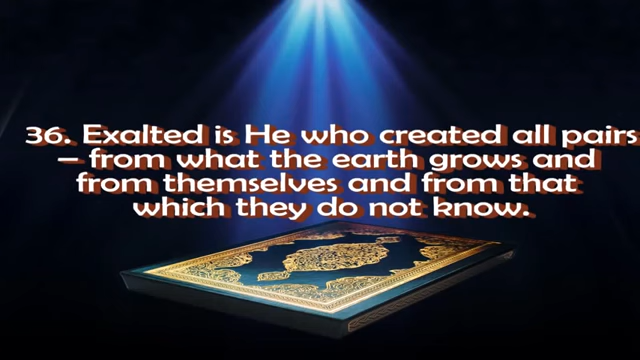 36. Exalted is He who created all pairs
– from what the earth grows and
from themselves and from that
which they do not know.